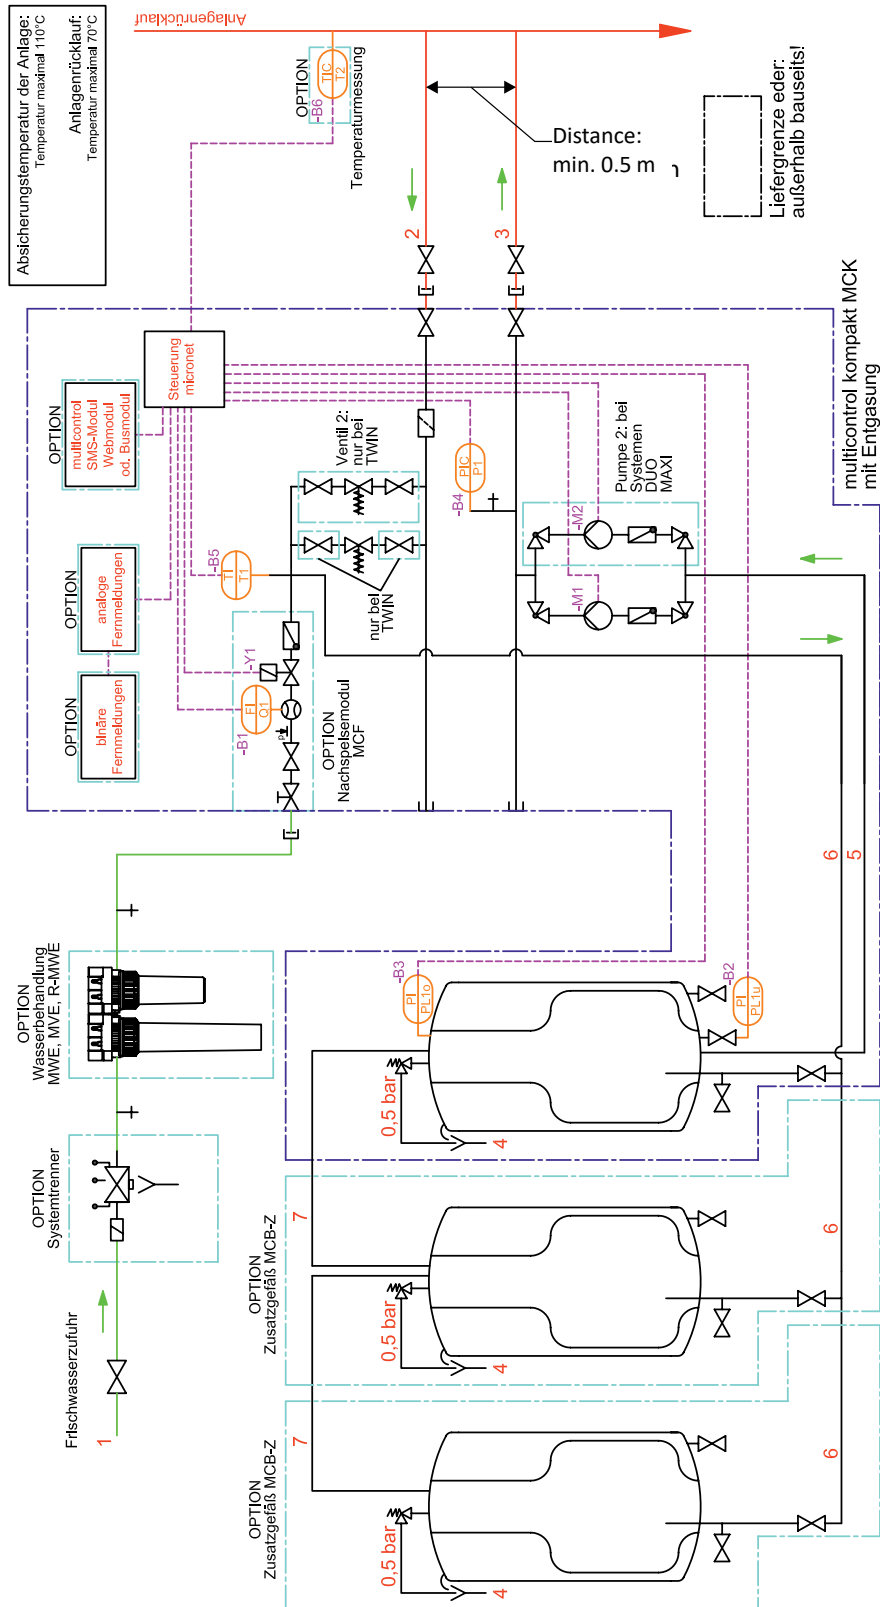 Absicherungstemperatur der Anlage:
Temperatur maximal 110°C
Anlagenrücklauf:
Temperatur maximal 70°C
Anlagenrücklauf
OPTION
TIC
T2
-B6
Temperaturmessung
Distance:
min. 0.5 m
Liefergrenze eder:
außerhalb bauseits!
2
3
multicontrol kompakt MCK
mit Entgasung
Steuerung
micronet
OPTION
multicontrol
SMS-Modul
Webmodul
od. Busmodul
OPTION
analoge
Fernmeldungen
OPTION
binäre
Fernmeldungen
Ventil 2:
nur bei
TWIN
nur bei
TWIN
PIC
P1
-B4
TI
T1
-B5
-Y1
FI
Q1
-B1
OPTION
Nachspeisemodul
MCF
Pumpe 2: bei
Systemen
DUO
MAXI
-M2
-M1
6
5
OPTION
Wasserbehandlung
MWE, MVE, R-MWE
OPTION
Systemtrenner
Frischwasserzufuhr
1
-B3
PI
PL1o
-B2
PI
PL1u
0,5 bar
4
7
OPTION
Zusatzgefäß MCB-Z
0,5 bar
4
6
7
OPTION
Zusatzgefäß MCB-Z
0,5 bar
4
6